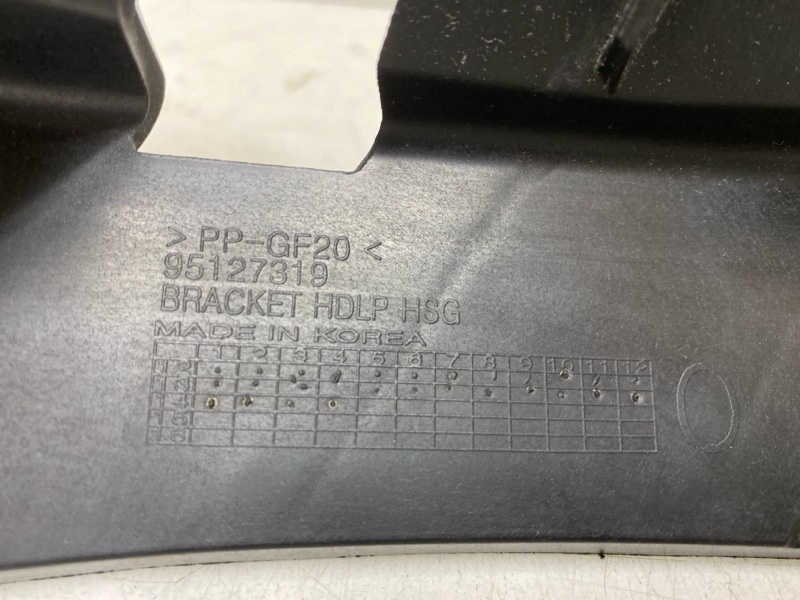 > PP-GF20 <
95127319
BRACKET HDLP HSG
MADE IN KOREA
1 2 3 4 5 6 7 8 9 10 11 12